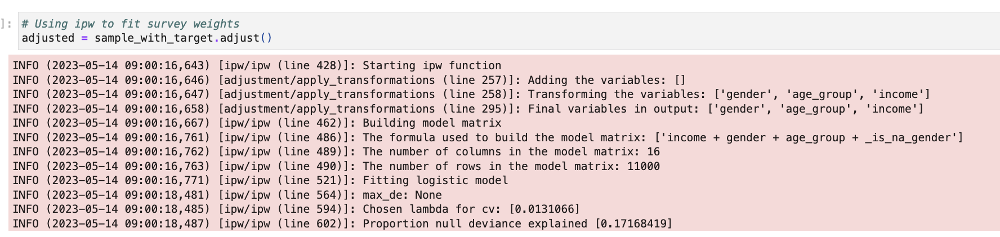 ]:
# Using ipw to fit survey weights
adjusted = sample_with_target.adjust()
INFO (2023-05-14 09:00:16,643) [ipw/ipw (line 428)]: Starting ipw function
INFO (2023-05-14 09:00:16,646) [adjustment/apply_transformations (line 257)]: Adding the variables: []
INFO (2023-05-14 09:00:16,647) [adjustment/apply_transformations (line 258)]: Transforming the variables: ['gender', 'age_group', 'income']
INFO (2023-05-14 09:00:16,658) [adjustment/apply_transformations (line 295)]: Final variables in output: ['gender', 'age_group', 'income']
INFO (2023-05-14 09:00:16,667) [ipw/ipw (line 462)]: Building model matrix
INFO (2023-05-14 09:00:16,761) [ipw/ipw (line 486)]: The formula used to build the model matrix: ['income + gender + age_group + _is_na_gender']
INFO (2023-05-14 09:00:16,762) [ipw/ipw (line 489)]: The number of columns in the model matrix: 16
INFO (2023-05-14 09:00:16,763) [ipw/ipw (line 490)]: The number of rows in the model matrix: 11000
INFO (2023-05-14 09:00:16,771) [ipw/ipw (line 521)]: Fitting logistic model
INFO (2023-05-14 09:00:18,481) [ipw/ipw (line 564)]: max_de: None
INFO (2023-05-14 09:00:18,485) [ipw/ipw (line 594)]: Chosen lambda for cv: [0.0131066]
INFO (2023-05-14 09:00:18,487) [ipw/ipw (line 602)]: Proportion null deviance explained [0.17168419]